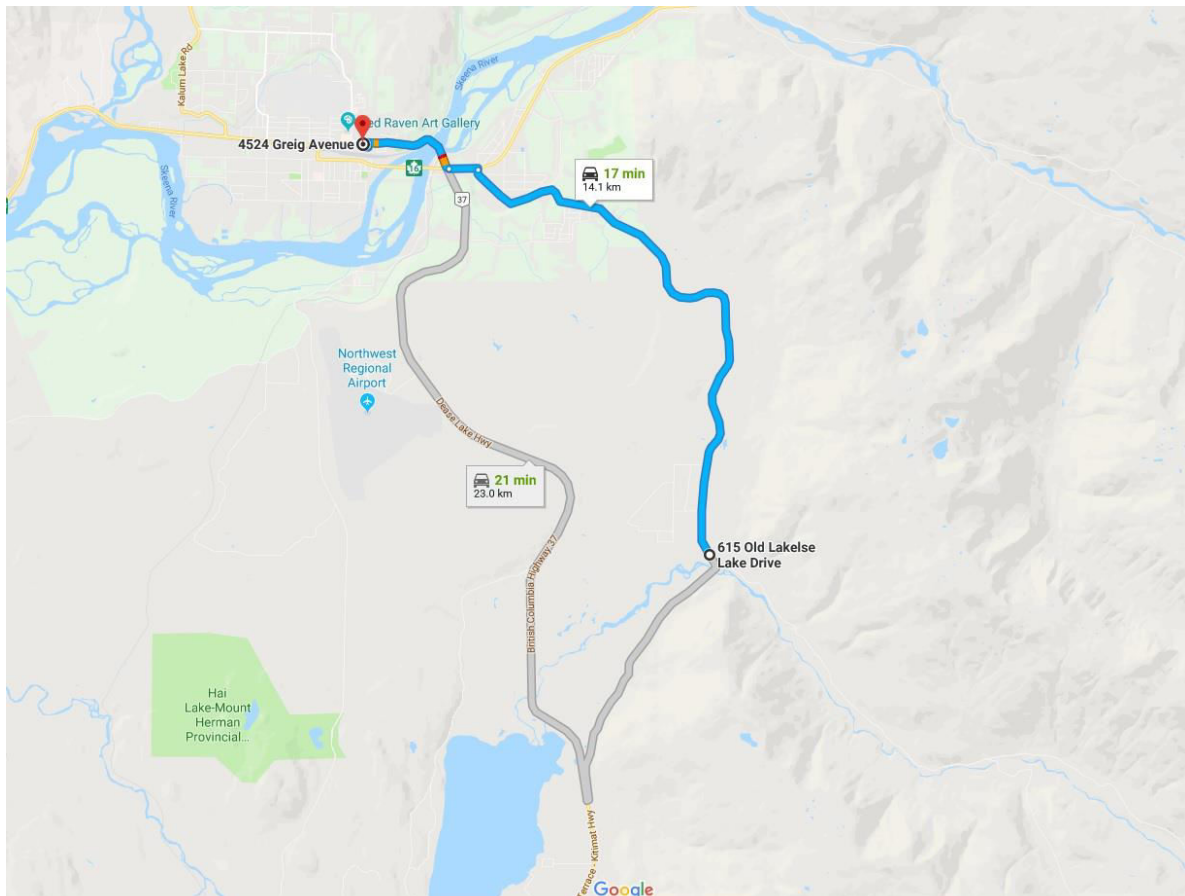 Kalum Lake Rd
Skeena River
ed Raven Art Gallery
4524 Greig Avenue
16
17 min
14.1 km
37
Skeena River
Northwest
Regional
Airport
Dease Lake Hwy
21 min
23.0 km
615 Old Lakelse
Lake Drive
British Columbia Highway 37
Hai
Lake-Mount
Herman
Provincial...
Terrace - Kitimat Hwy
Google